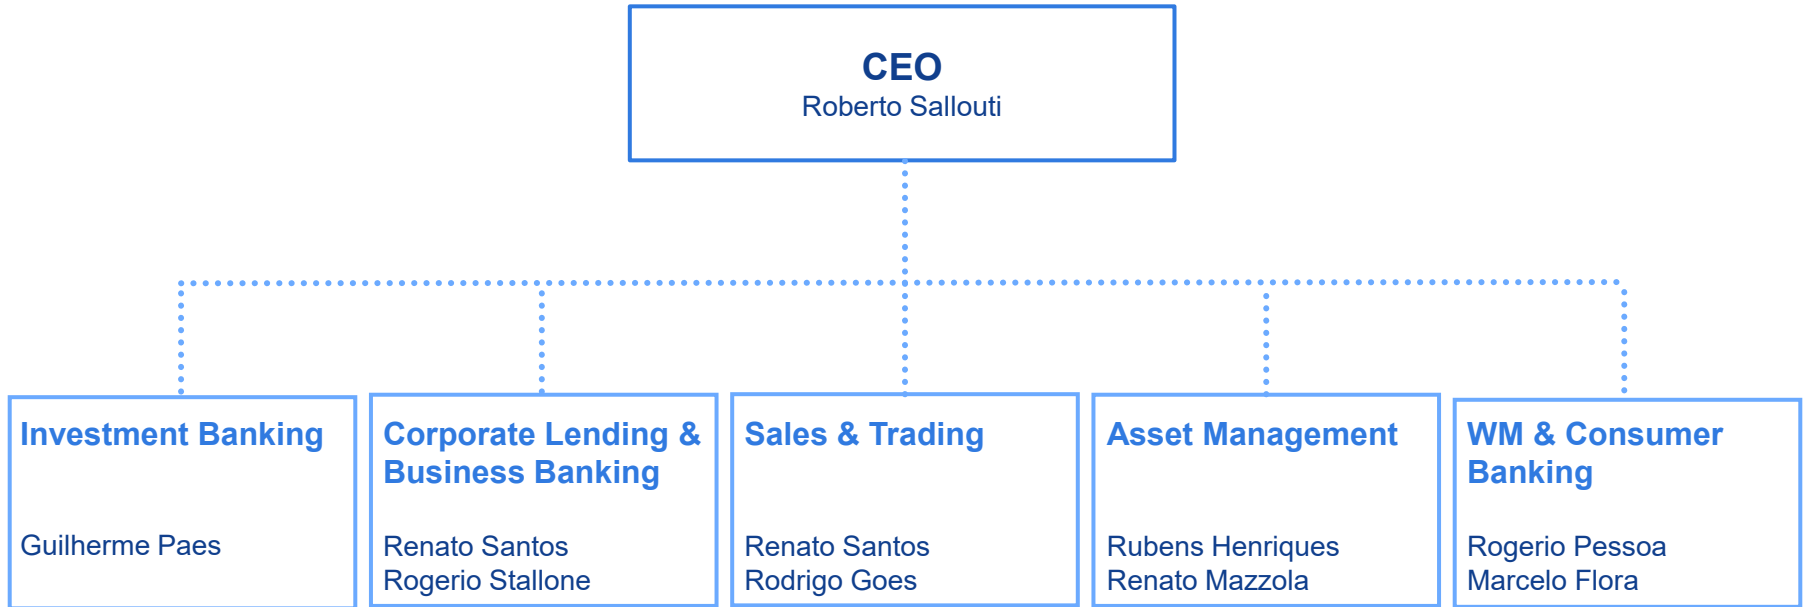 CEO
Roberto Sallouti
Investment Banking
Guilherme Paes
Corporate Lending &
Business Banking
Renato Santos
Rogerio Stallone
Sales & Trading
Renato Santos
Rodrigo Goes
Asset Management
Rubens Henriques
Renato Mazzola
WM & Consumer
Banking
Rogerio Pessoa
Marcelo Flora